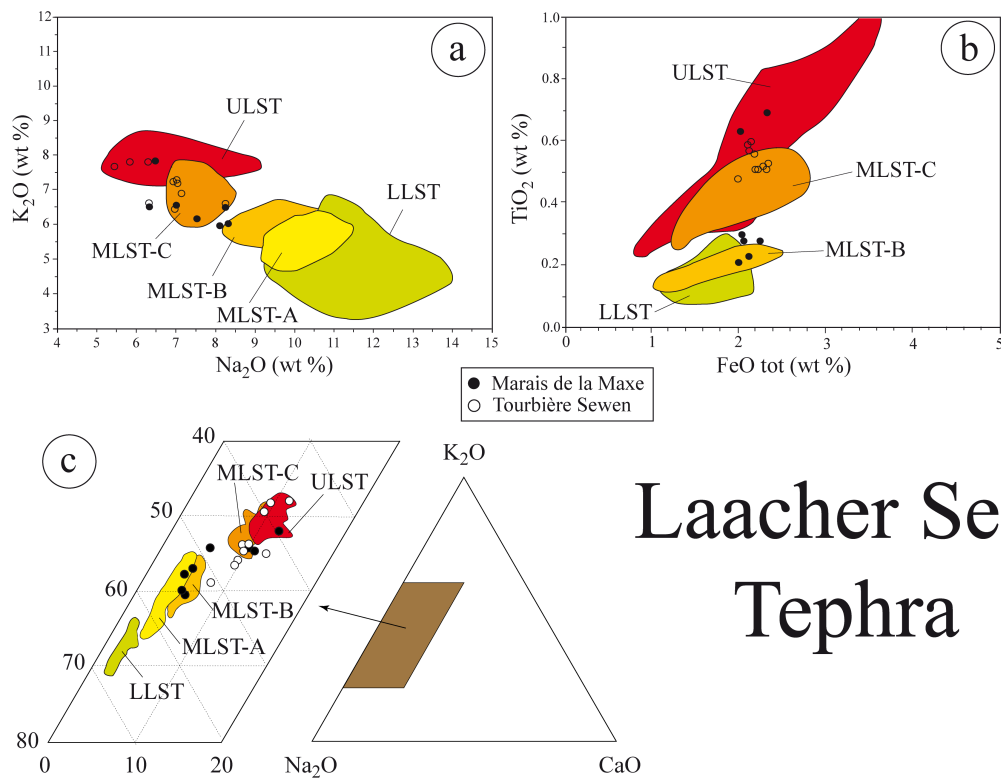 a
K₂O (wt %)
12
11
10
9
8
7
6
5
4
3
ULST
MLST-C
MLST-B
MLST-A
LLST
4 5 6 7 8 9 10 11 12 13 14 15
Na₂O (wt %)
b
TiO₂ (wt %)
1.0
0.8
0.6
0.4
0.2
0.0
ULST
MLST-C
MLST-B
LLST
1 2 3 4 5
FeO tot (wt %)
Marais de la Maxe
Tourbière Sewen
c
40
50
60
70
80
MLST-C
ULST
MLST-B
MLST-A
LLST
0 10 20
K₂O
Na₂O
CaO
Laacher Se
Tephra